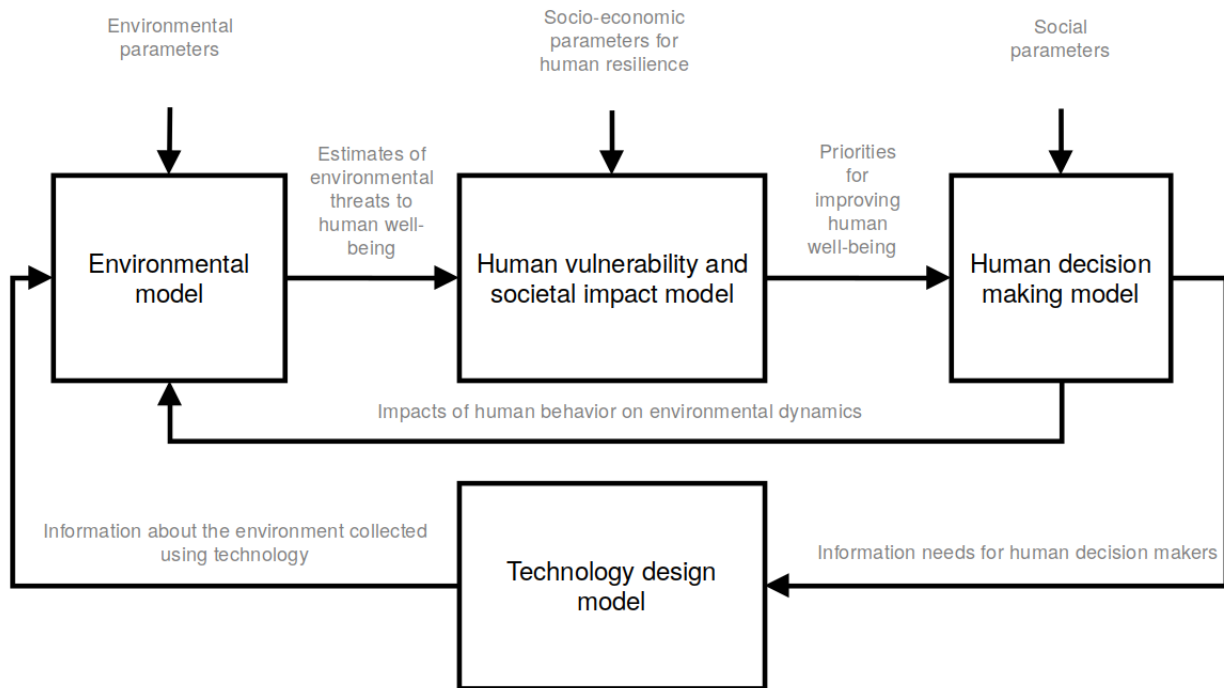 Environmental
parameters
Socio-economic
parameters for
human resilience
Social
parameters
Estimates of
environmental
threats to
human well-
being
Priorities
for
improving
human
well-being
Environmental
model
Human vulnerability and
societal impact model
Human decision
making model
Impacts of human behavior on environmental dynamics
Information about the environment collected
using technology
Technology design
model
Information needs for human decision makers